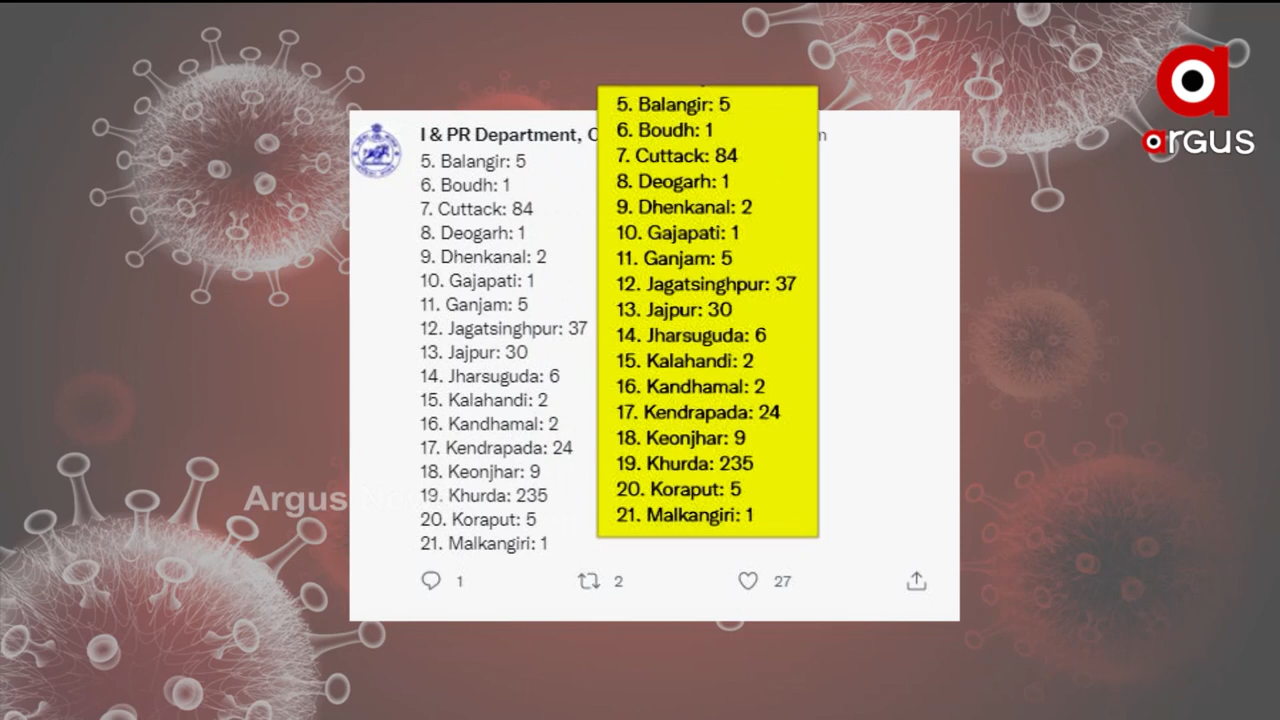 I & PR Department, O
5. Balangir: 5
6. Boudh: 1
7. Cuttack: 84
8. Deogarh: 1
9. Dhenkanal: 2
10. Gajapati: 1
11. Ganjam: 5
12. Jagatsinghpur: 37
13. Jajpur: 30
14. Jharsuguda: 6
15. Kalahandi: 2
16. Kandhamal: 2
17. Kendrapada: 24
18. Keonjhar: 9
19. Khurda: 235
20. Koraput: 5
21. Malkangiri: 1
1 2 27
5. Balangir: 5
6. Boudh: 1
7. Cuttack: 84
8. Deogarh: 1
9. Dhenkanal: 2
10. Gajapati: 1
11. Ganjam: 5
12. Jagatsinghpur: 37
13. Jajpur: 30
14. Jharsuguda: 6
15. Kalahandi: 2
16. Kandhamal: 2
17. Kendrapada: 24
18. Keonjhar: 9
19. Khurda: 235
20. Koraput: 5
21. Malkangiri: 1
argus
Argus